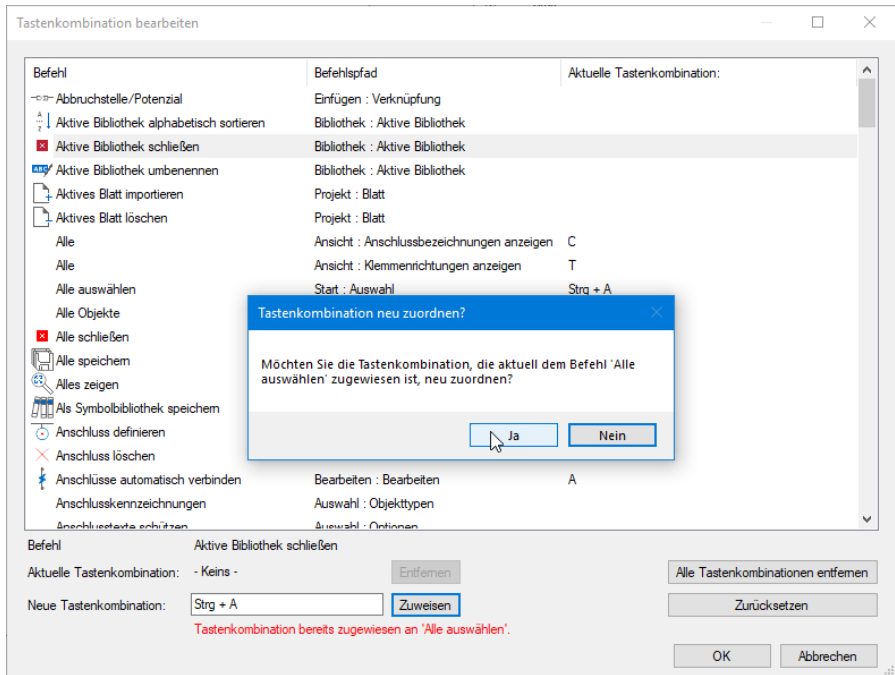 Tastenkombination bearbeiten
Befehl Befehlspfad Aktuelle Tastenkombination:
Abbruchstelle/Potenzial Einfügen : Verknüpfung
Aktive Bibliothek alphabetisch sortieren Bibliothek : Aktive Bibliothek
Aktive Bibliothek schließen Bibliothek : Aktive Bibliothek
Aktive Bibliothek umbenennen Bibliothek : Aktive Bibliothek
Aktives Blatt importieren Projekt : Blatt
Aktives Blatt löschen Projekt : Blatt
Alle Ansicht : Anschlussbezeichnungen anzeigen C
Alle Ansicht : Klemmenrichtungen anzeigen T
Alle auswählen Start : Auswahl Strg + A
Alle Objekte
Alle schließen
Alle speichern
Alles zeigen
Als Symbolbibliothek speichern
Anschluss definieren
Anschluss löschen
Anschlüsse automatisch verbinden Bearbeiten : Bearbeiten A
Anschlusskennzeichnungen Auswahl : Objekttypen
Anschlusstexte schützen Auswahl : Optionen
Tastenkombination neu zuordnen?
Möchten Sie die Tastenkombination, die aktuell dem Befehl 'Alle
auswählen' zugewiesen ist, neu zuordnen?
Ja Nein
Befehl Aktive Bibliothek schließen
Aktuelle Tastenkombination: - Keins - Entfernen Alle Tastenkombinationen entfernen
Neue Tastenkombination: Strg + A Zuweisen Zurücksetzen
Tastenkombination bereits zugewiesen an 'Alle auswählen'.
OK Abbrechen